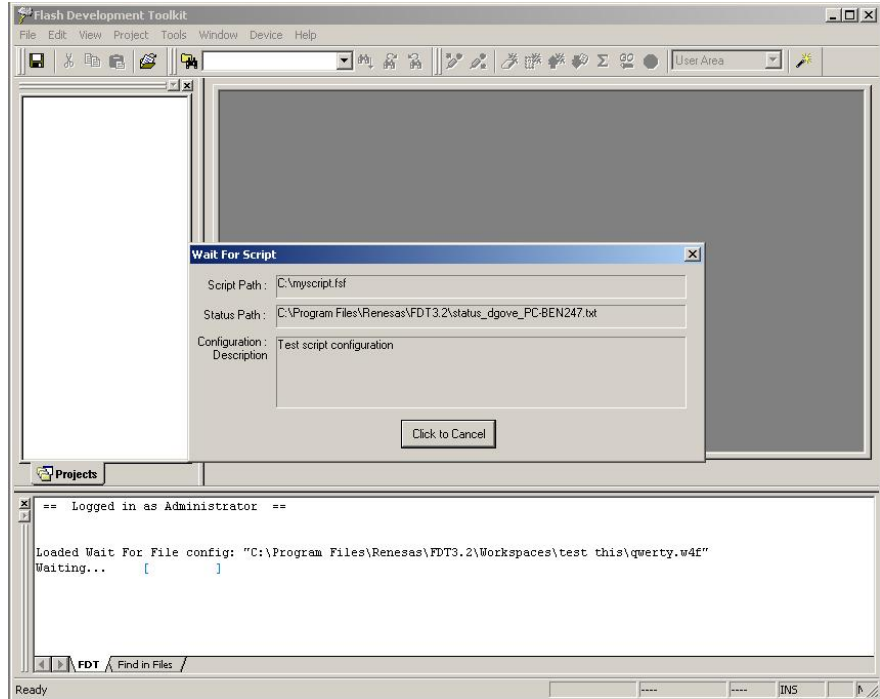 Flash Development Toolkit
File Edit View Project Tools Window Device Help
User Area
Wait For Script
Script Path : C:\myscript.fsf
Status Path : C:\Program Files\Renesas\FDT3.2\status_dgove_PC-BEN247.txt
Configuration : Test script configuration
Description
Click to Cancel
Projects
== Logged in as Administrator ==
Loaded Wait For File config: "C:\Program Files\Renesas\FDT3.2\Workspaces\test this\qwerty.w4f"
Waiting... [ ]
FDT Find in Files
Ready ---- ---- INS